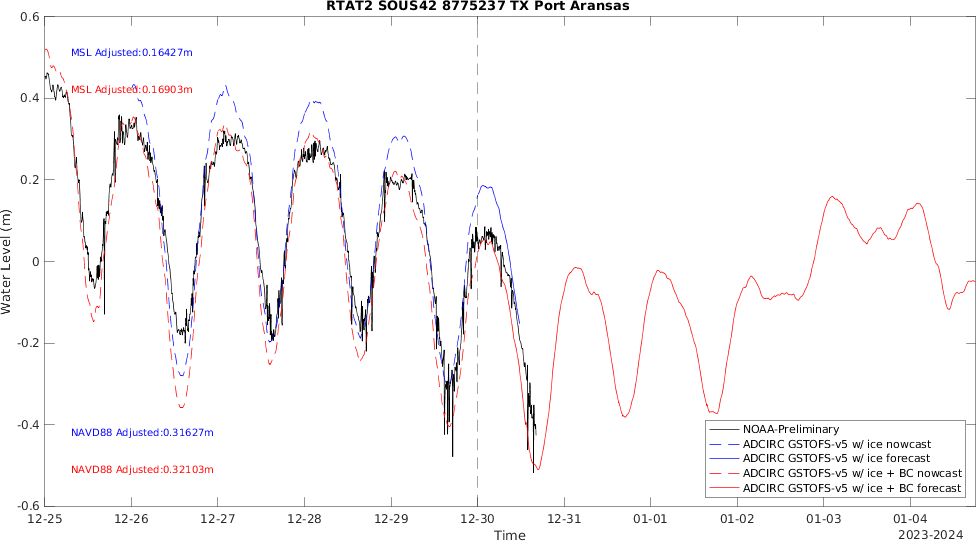 RTAT2 SOUS42 8775237 TX Port Aransas
0.6
0.4
0.2
0
-0.2
-0.4
-0.6
Water Level (m)
MSL Adjusted:0.16427m
MSL Adjusted:0.16903m
NAVD88 Adjusted:0.31627m
NAVD88 Adjusted:0.32103m
NOAA-Preliminary
ADCIRC GSTOFS-v5 w/ ice nowcast
ADCIRC GSTOFS-v5 w/ ice forecast
ADCIRC GSTOFS-v5 w/ ice + BC nowcast
ADCIRC GSTOFS-v5 w/ ice + BC forecast
12-25 12-26 12-27 12-28 12-29 12-30 12-31 01-01 01-02 01-03 01-04
Time
2023-2024